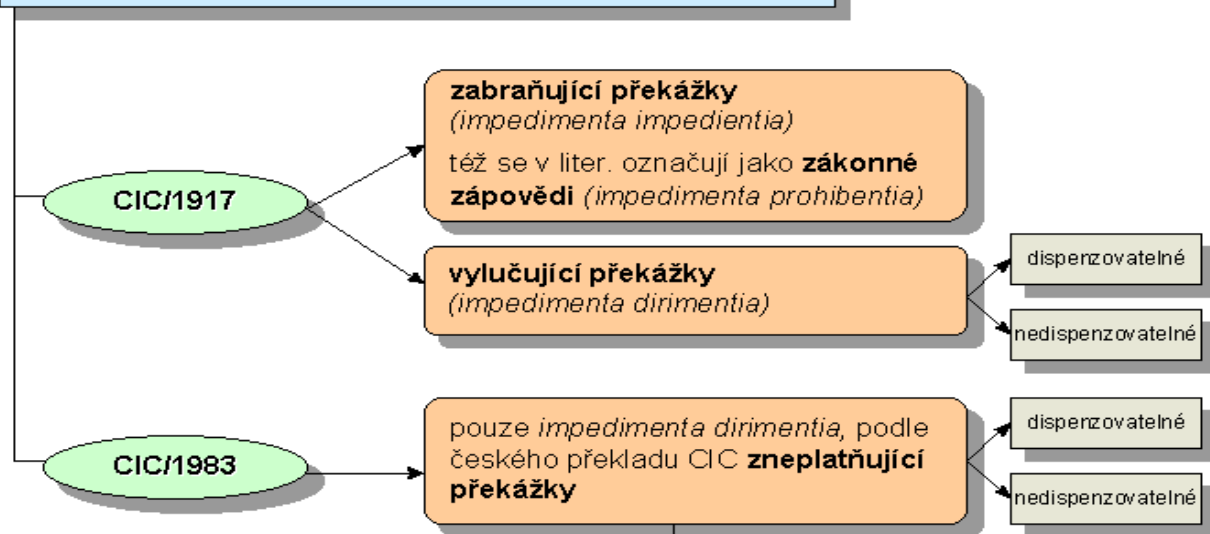 CIC/1917
zabraňující překážky
(impedimenta impedientia)
též se v liter. označují jako zákonné
zápovědi (impedimenta prohibentia)
vylučující překážky
(impedimenta dirimentia)
dispenzovatelné
nedispenzovatelné
CIC/1983
pouze impedimenta dirimentia, podle
českého překladu CIC zneplatňující
překážky
dispenzovatelné
nedispenzovatelné